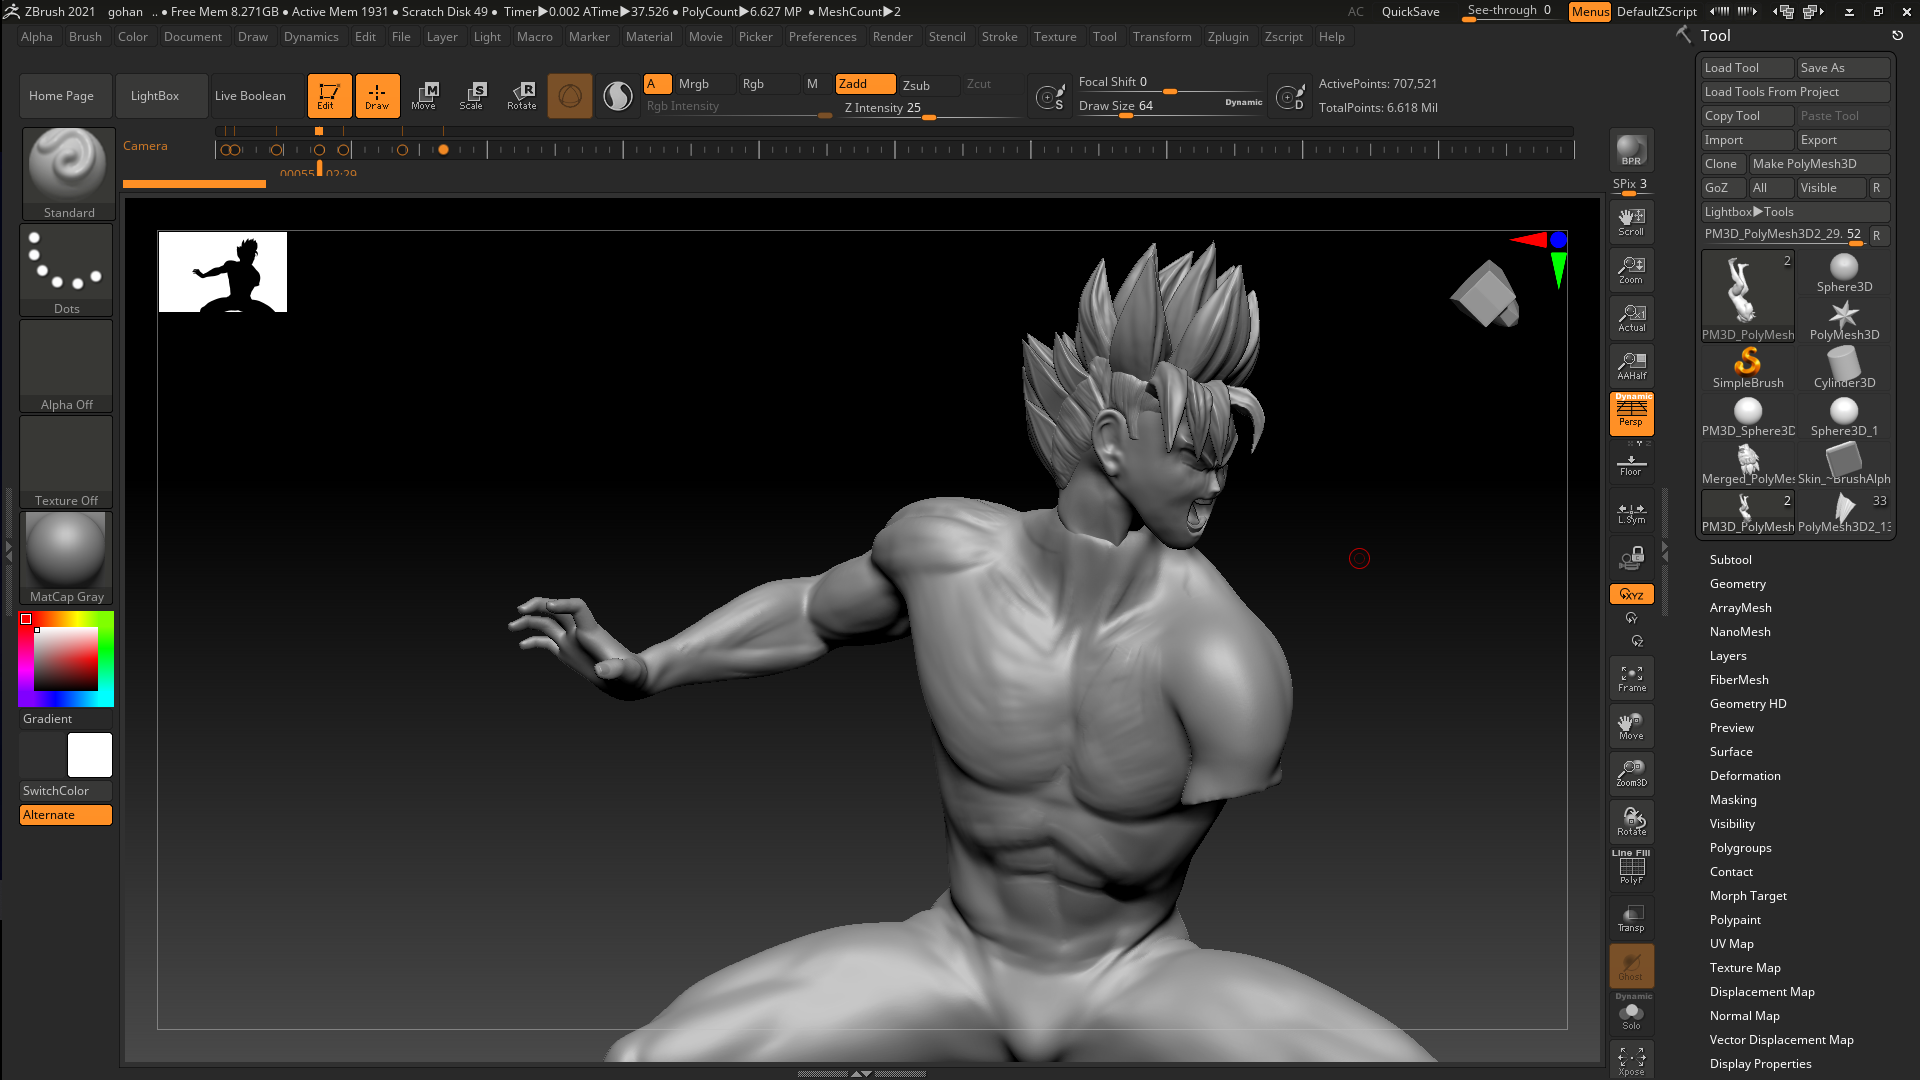 ZBrush 2021 gohan .. ● Free Mem 8.271GB ● Active Mem 1931 ● Scratch Disk 49 ● Timer▶0.002 ATime▶37.526 ● PolyCount▶6.627 MP ● MeshCount▶2 AC QuickSave See-through 0 Menus DefaultZScript
Alpha Brush Color Document Draw Dynamics Edit File Layer Light Macro Marker Material Movie Picker Preferences Render Stencil Stroke Texture Tool Transform Zplugin Zscript Help
Home Page LightBox Live Boolean Edit Draw Move Scale Rotate
M S R
A Mrgb Rgb M Zadd Zsub Zcut
Rgb Intensity Z Intensity 25
S Focal Shift 0
Draw Size 64 Dynamic
D ActivePoints: 707,521
TotalPoints: 6.618 Mil
Camera
00055 02:29
Standard
Dots
Alpha Off
Texture Off
MatCap Gray
Gradient
SwitchColor
Alternate
BPR
SPix 3
Scroll
Zoom
Actual
AAHalf
Dynamic
Persp
Floor
L.Sym
XYZ
Y
Z
Frame
Move
Zoom3D
Rotate
Line Fill
PolyF
Transp
Ghost
Dynamic
Solo
Xpose
Tool
Load Tool Save As
Load Tools From Project
Copy Tool Paste Tool
Import Export
Clone Make PolyMesh3D
GoZ All Visible R
Lightbox▶Tools
PM3D_PolyMesh3D2_29. 52 R
2
Sphere3D
PM3D_PolyMesh PolyMesh3D
SimpleBrush Cylinder3D
PM3D_Sphere3D Sphere3D_1
Merged_PolyMes Skin_~BrushAlph
2 33
PM3D_PolyMesh PolyMesh3D2_13
Subtool
Geometry
ArrayMesh
NanoMesh
Layers
FiberMesh
Geometry HD
Preview
Surface
Deformation
Masking
Visibility
Polygroups
Contact
Morph Target
Polypaint
UV Map
Texture Map
Displacement Map
Normal Map
Vector Displacement Map
Display Properties